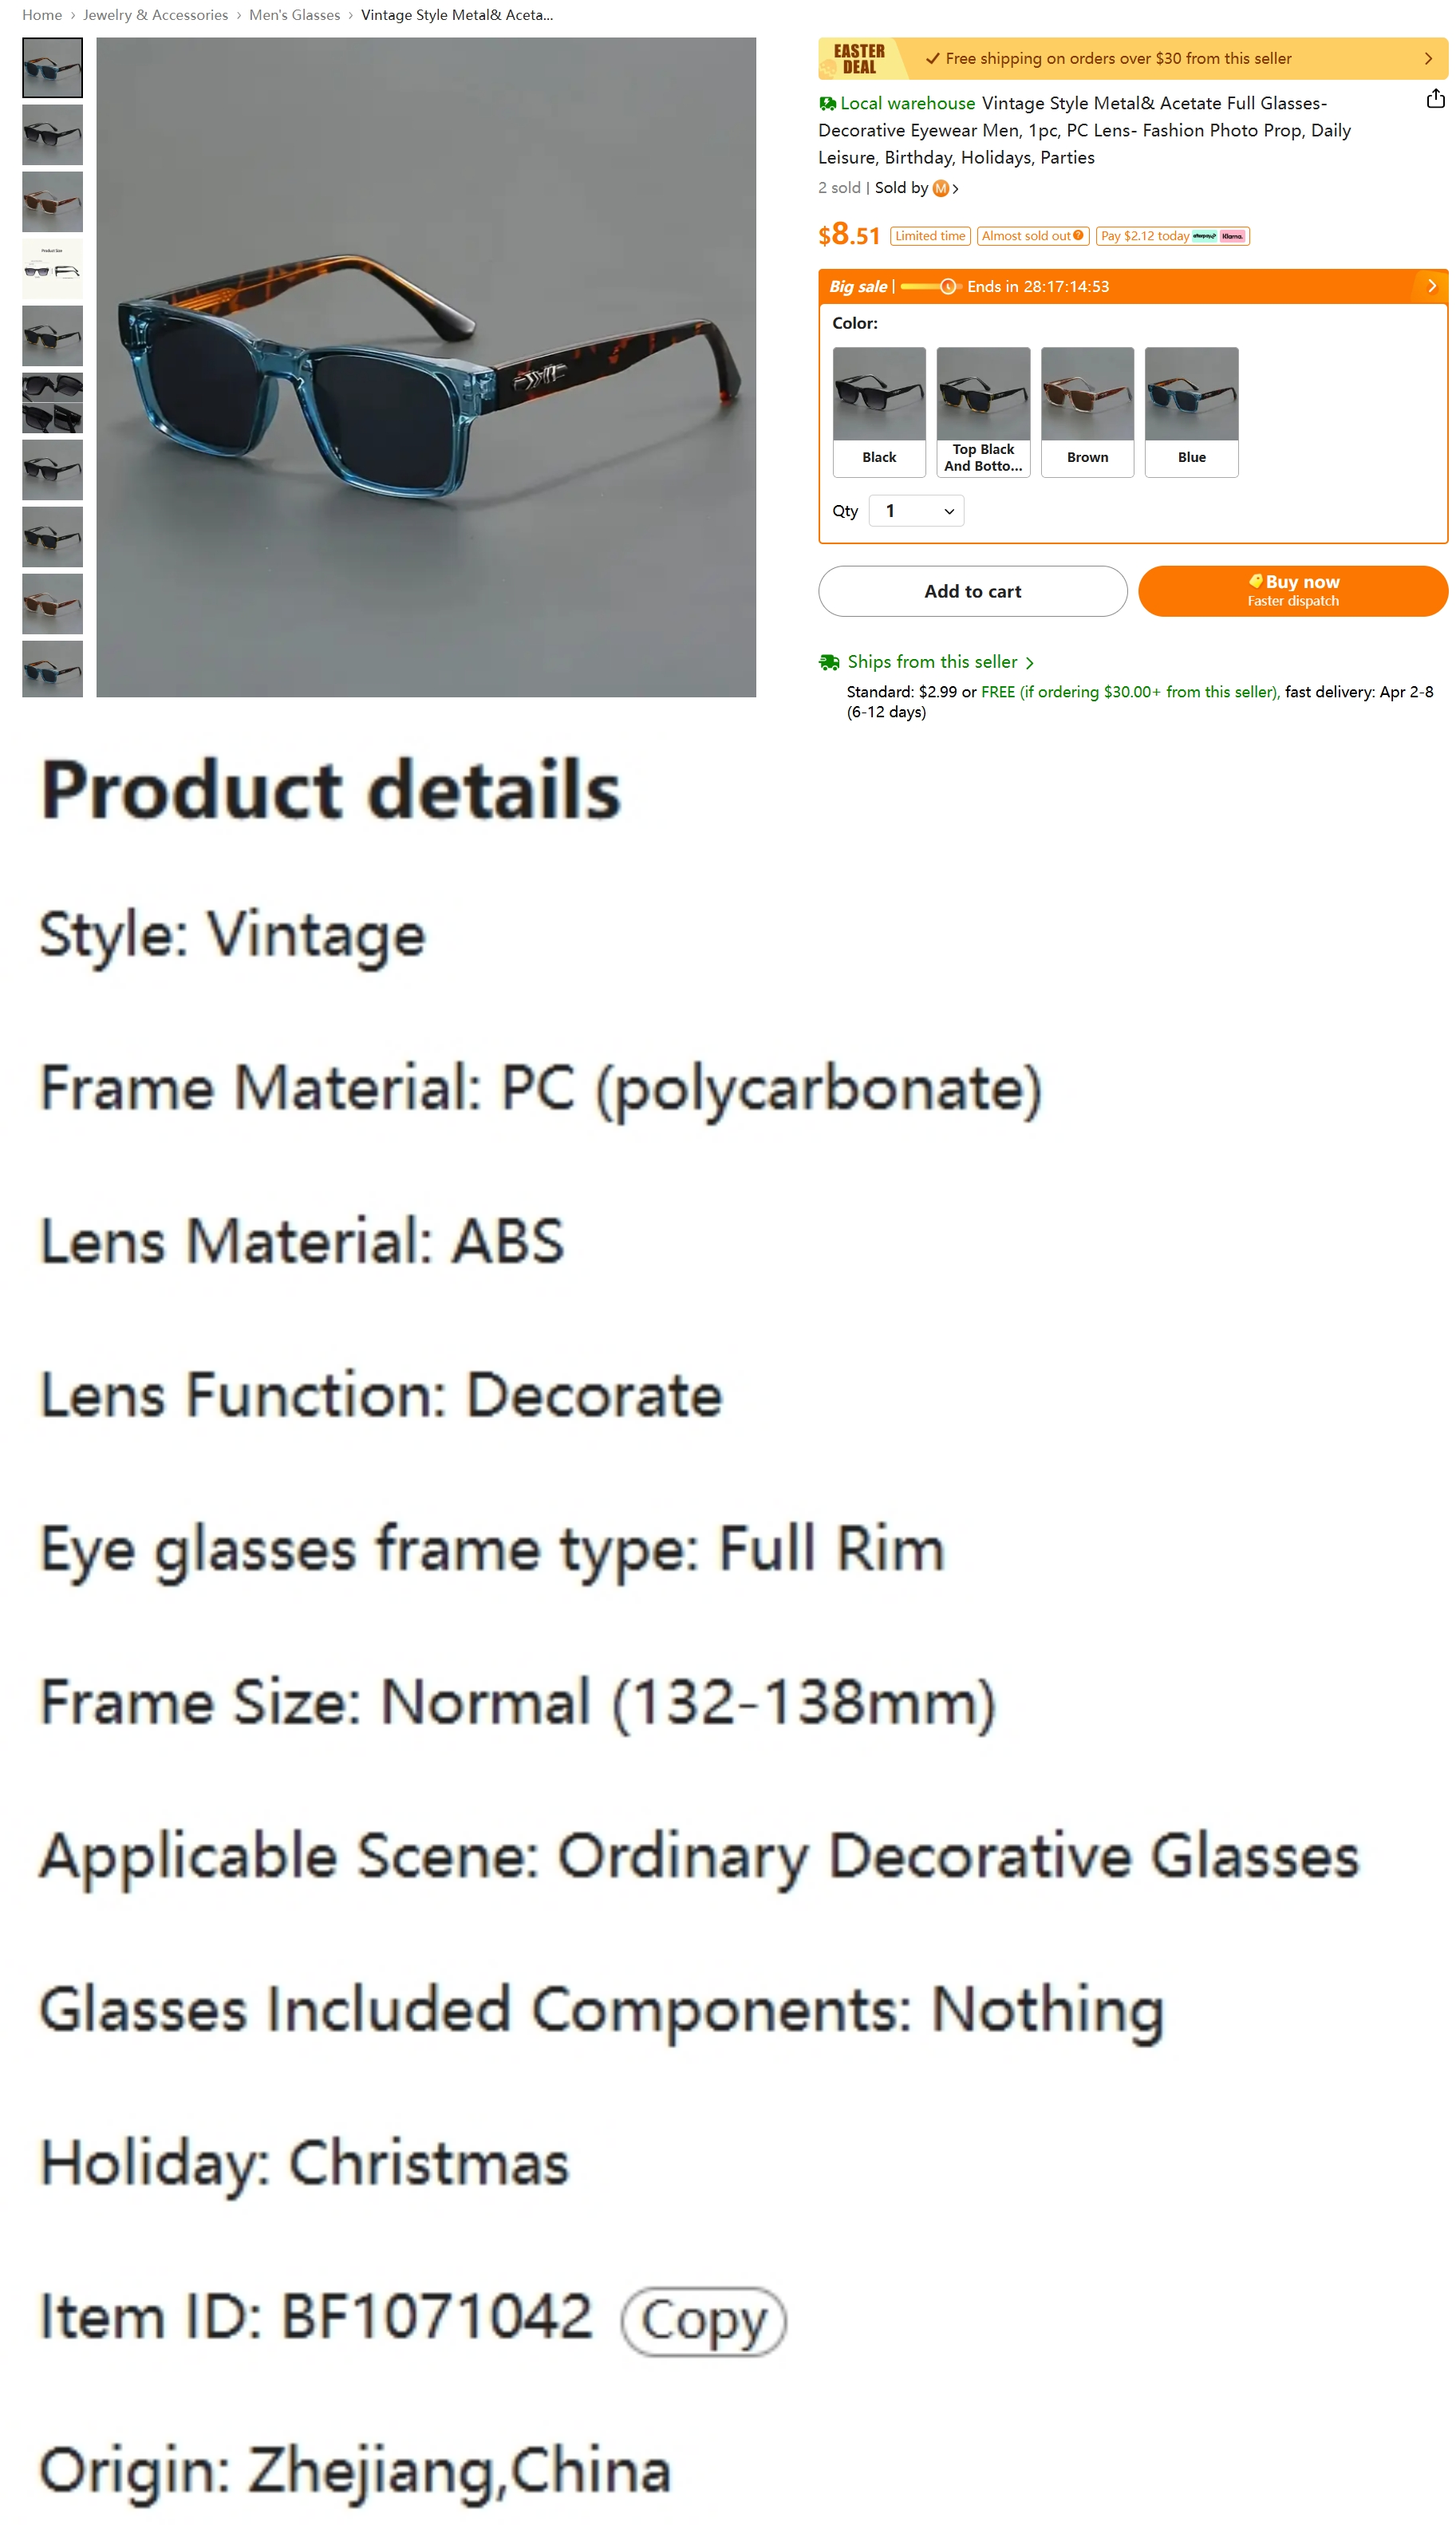 Home › Jewelry & Accessories › Men's Glasses › Vintage Style Metal& Aceta...
EASTER
DEAL
Free shipping on orders over $30 from this seller
Local warehouse Vintage Style Metal& Acetate Full Glasses-
Decorative Eyewear Men, 1pc, PC Lens- Fashion Photo Prop, Daily
Leisure, Birthday, Holidays, Parties
2 sold | Sold by M
$8.51 Limited time Almost sold out Pay $2.12 today afterpay Klarna.
Big sale | Ends in 28:17:14:53
Color:
Black
Top Black
And Botto...
Brown
Blue
Qty 1
Add to cart
Buy now
Faster dispatch
Ships from this seller
Standard: $2.99 or FREE (if ordering $30.00+ from this seller), fast delivery: Apr 2-8
(6-12 days)
Product Size
Product details
Style: Vintage
Frame Material: PC (polycarbonate)
Lens Material: ABS
Lens Function: Decorate
Eye glasses frame type: Full Rim
Frame Size: Normal (132-138mm)
Applicable Scene: Ordinary Decorative Glasses
Glasses Included Components: Nothing
Holiday: Christmas
Item ID: BF1071042 Copy
Origin: Zhejiang,China